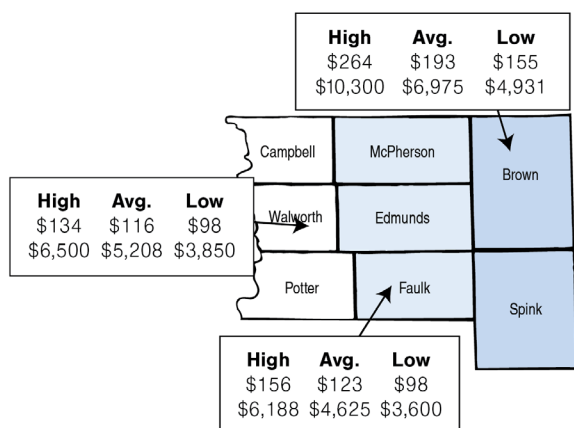 High Avg. Low
$264 $193 $155
$10,300 $6,975 $4,931
Campbell McPherson
Brown
High Avg. Low
$134 $116 $98
$6,500 $5,208 $3,850
Walworth Edmunds
Potter Faulk
Spink
High Avg. Low
$156 $123 $98
$6,188 $4,625 $3,600